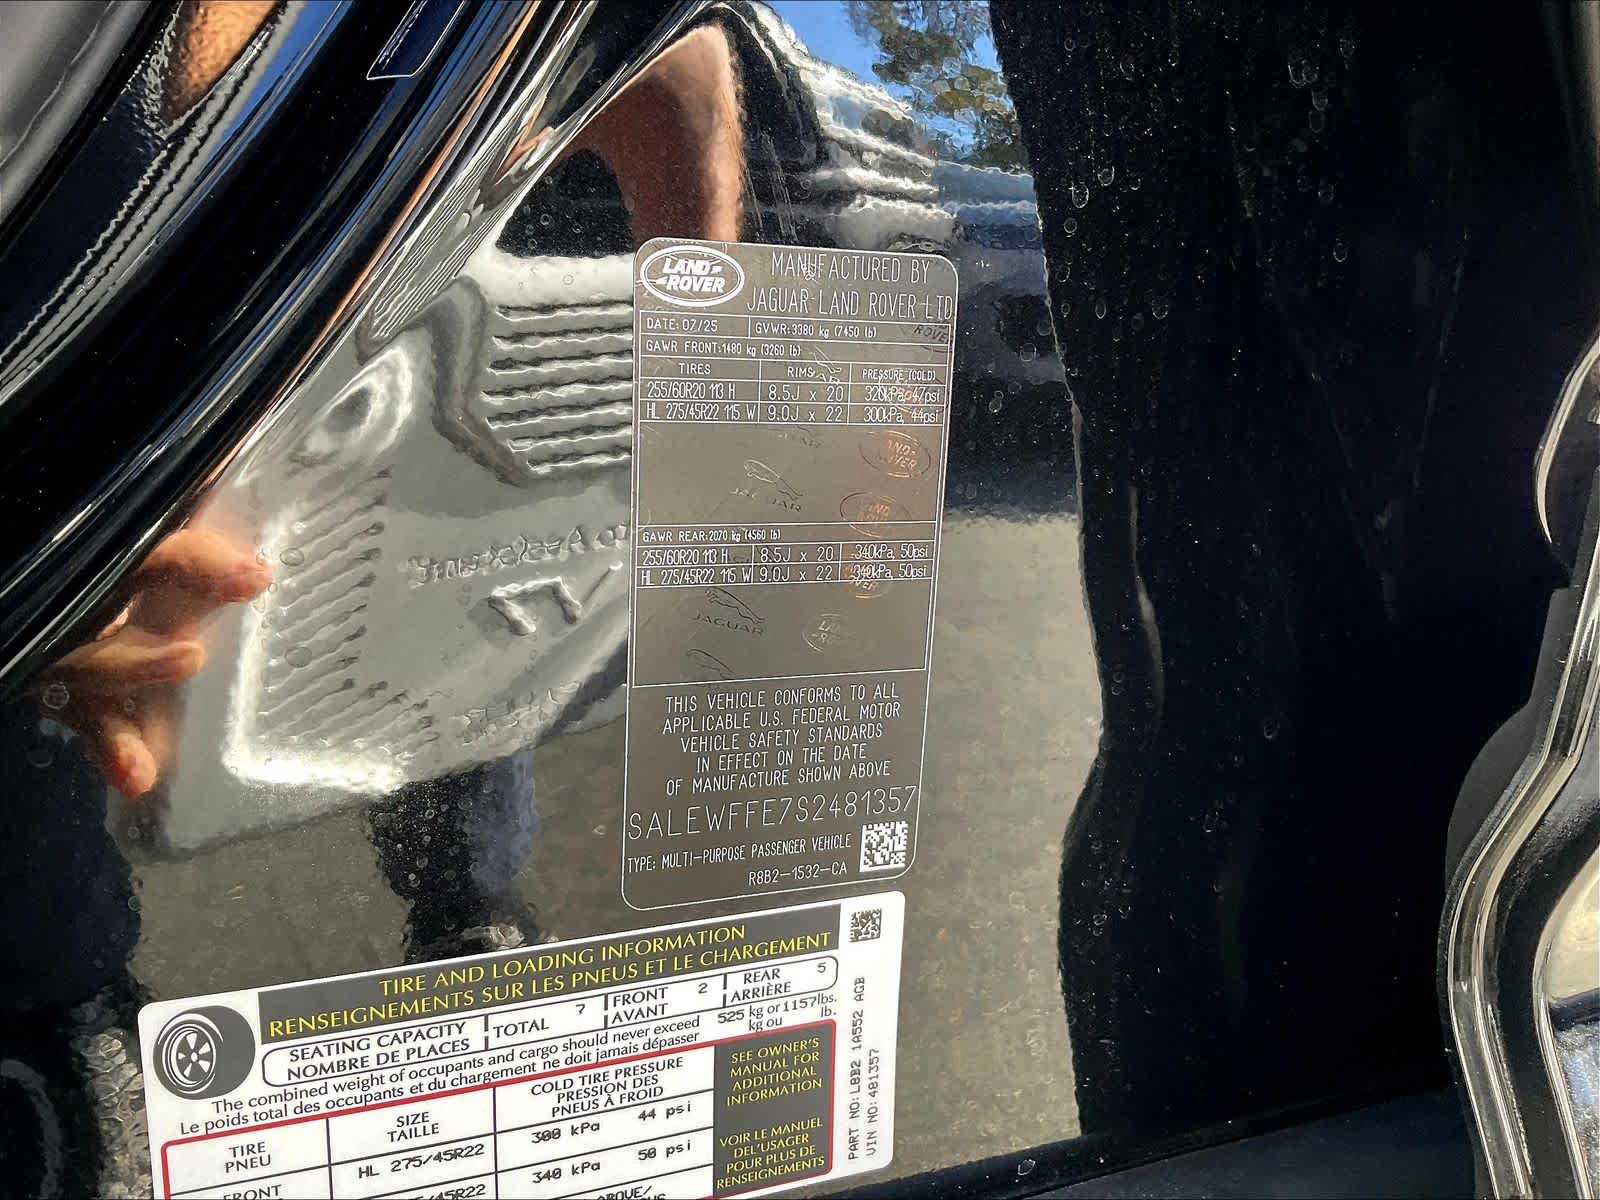 LAND ROVER
MANUFACTURED BY
JAGUAR LAND ROVER LTD
DATE: 07/25 GVWR:3380 kg (7450 lb)
GAWR FRONT:1480 kg (3260 lb)
TIRES RIMS PRESSURE (COLD)
255/60R20 113 H 8.5J x 20 320kPa, 47psi
HL 275/45R22 115 W 9.0J x 22 300kPa, 44psi
JAGUAR
LAND ROVER
GAWR REAR:2070 kg (4560 lb)
255/60R20 113 H 8.5J x 20 340kPa, 50psi
HL 275/45R22 115 W 9.0J x 22 340kPa, 50psi
JAGUAR
THIS VEHICLE CONFORMS TO ALL
APPLICABLE U.S. FEDERAL MOTOR
VEHICLE SAFETY STANDARDS
IN EFFECT ON THE DATE
OF MANUFACTURE SHOWN ABOVE
SALEWFFE7S2481357
TYPE: MULTI-PURPOSE PASSENGER VEHICLE
R8B2-1532-CA
TIRE AND LOADING INFORMATION
RENSEIGNEMENTS SUR LES PNEUS ET LE CHARGEMENT
SEATING CAPACITY
NOMBRE DE PLACES
TOTAL 7
FRONT 2
AVANT
REAR 5
ARRIÈRE
The combined weight of occupants and cargo should never exceed 525 kg or 1157 lbs.
Le poids total des occupants et du chargement ne doit jamais dépasser kg ou lb.
TIRE
PNEU
SIZE
TAILLE
COLD TIRE PRESSURE
PRESSION DES
PNEUS À FROID
FRONT HL 275/45R22 300 kPa 44 psi
275/45R22 340 kPa 50 psi
ABOVE/
SEE OWNER'S
MANUAL FOR
ADDITIONAL
INFORMATION
VOIR LE MANUEL
DE L'USAGER
POUR PLUS DE
RENSEIGNEMENTS
PART NO: L8B2 1A552 AGB
VIN NO: 481357